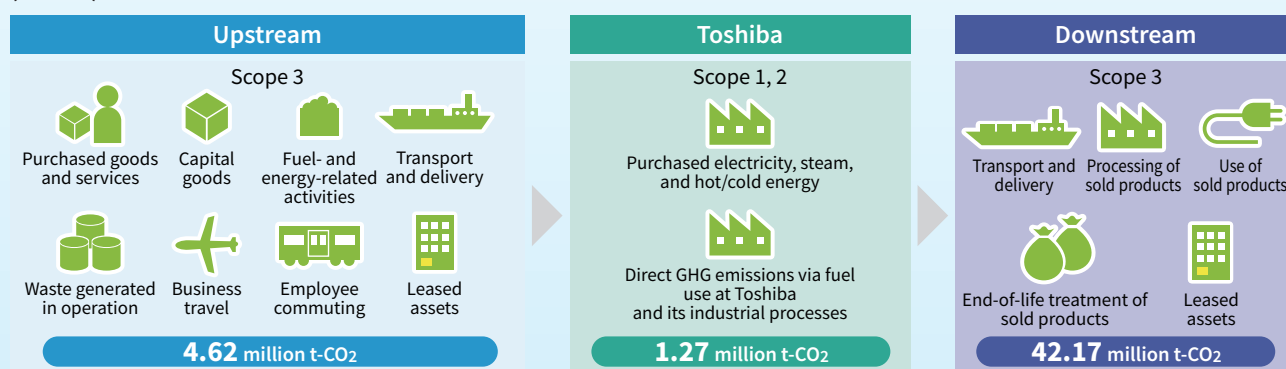 Upstream
Scope 3
Purchased goods
and services
Capital
goods
Fuel- and
energy-related
activities
Transport
and delivery
Waste generated
in operation
Business
travel
Employee
commuting
Leased
assets
4.62 million t-CO2
Toshiba
Scope 1, 2
Purchased electricity, steam,
and hot/cold energy
Direct GHG emissions via fuel
use at Toshiba
and its industrial processes
1.27 million t-CO2
Downstream
Scope 3
Transport and
delivery
Processing of
sold products
Use of
sold products
End-of-life treatment of
sold products
Leased
assets
42.17 million t-CO2